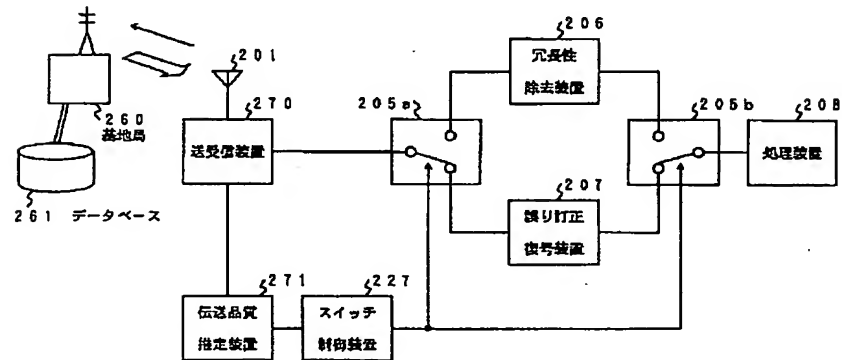 201
206
冗長性
除去装置
270
205a
205b
208
260
基地局
送受信装置
処理装置
207
261 データベース
誤り訂正
復号装置
271
227
伝送品質
推定装置
スイッチ
制御装置